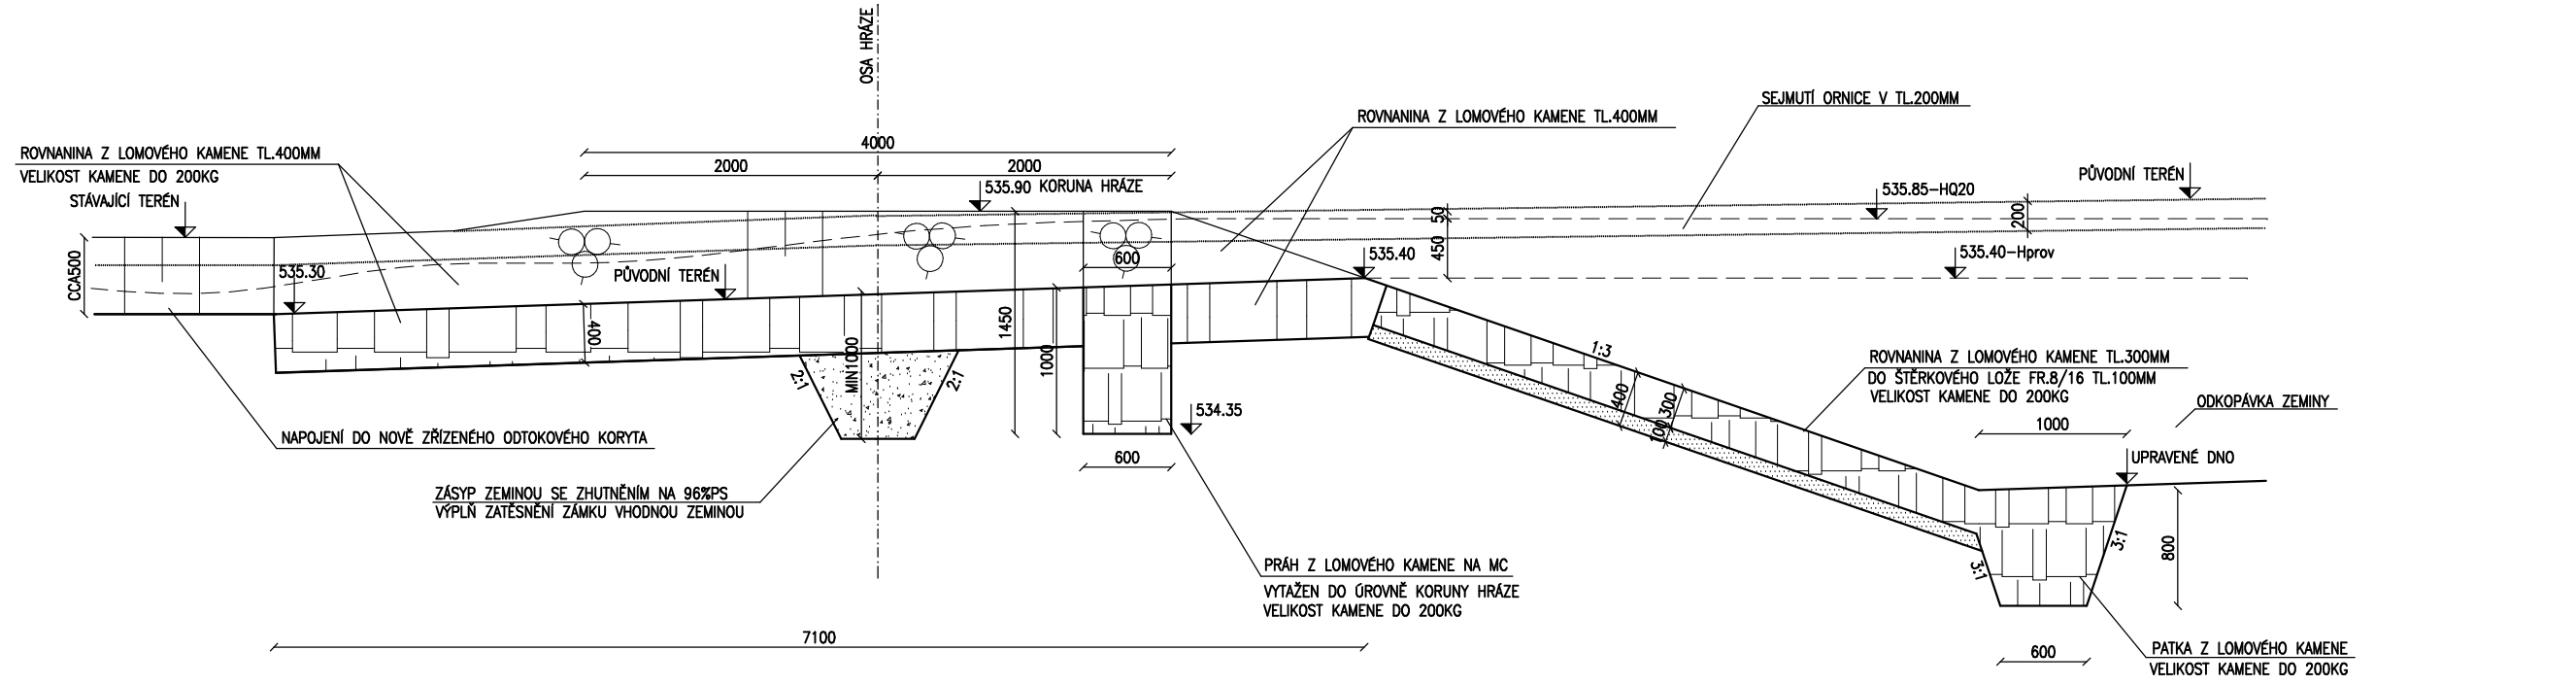 OSA HRÁZE
SEJMUTÍ ORNICE V TL.200MM
ROVNANINA Z LOMOVÉHO KAMENE TL.400MM
4000
2000
2000
ROVNANINA Z LOMOVÉHO KAMENE TL.400MM
VELIKOST KAMENE DO 200KG
STÁVAJÍCÍ TERÉN
535.90 KORUNA HRÁZE
535.85-HQ20
PŮVODNÍ TERÉN
50
200
450
535.40
535.40-Hprov
CCA500
535.30
PŮVODNÍ TERÉN
600
400
MIN1000
1450
1000
2:1
2:1
534.35
600
1:3
400
300
100
ROVNANINA Z LOMOVÉHO KAMENE TL.300MM
DO ŠTĚRKOVÉHO LOŽE FR.8/16 TL.100MM
VELIKOST KAMENE DO 200KG
ODKOPÁVKA ZEMINY
1000
UPRAVENÉ DNO
NAPOJENÍ DO NOVĚ ZŘÍZENÉHO ODTOKOVÉHO KORYTA
ZÁSYP ZEMINOU SE ZHUTNĚNÍM NA 96%PS
VÝPLŇ ZATĚSNĚNÍ ZÁMKU VHODNOU ZEMINOU
PRÁH Z LOMOVÉHO KAMENE NA MC
VYTAŽEN DO ÚROVNĚ KORUNY HRÁZE
VELIKOST KAMENE DO 200KG
3:1
3:1
800
7100
600
PATKA Z LOMOVÉHO KAMENE
VELIKOST KAMENE DO 200KG